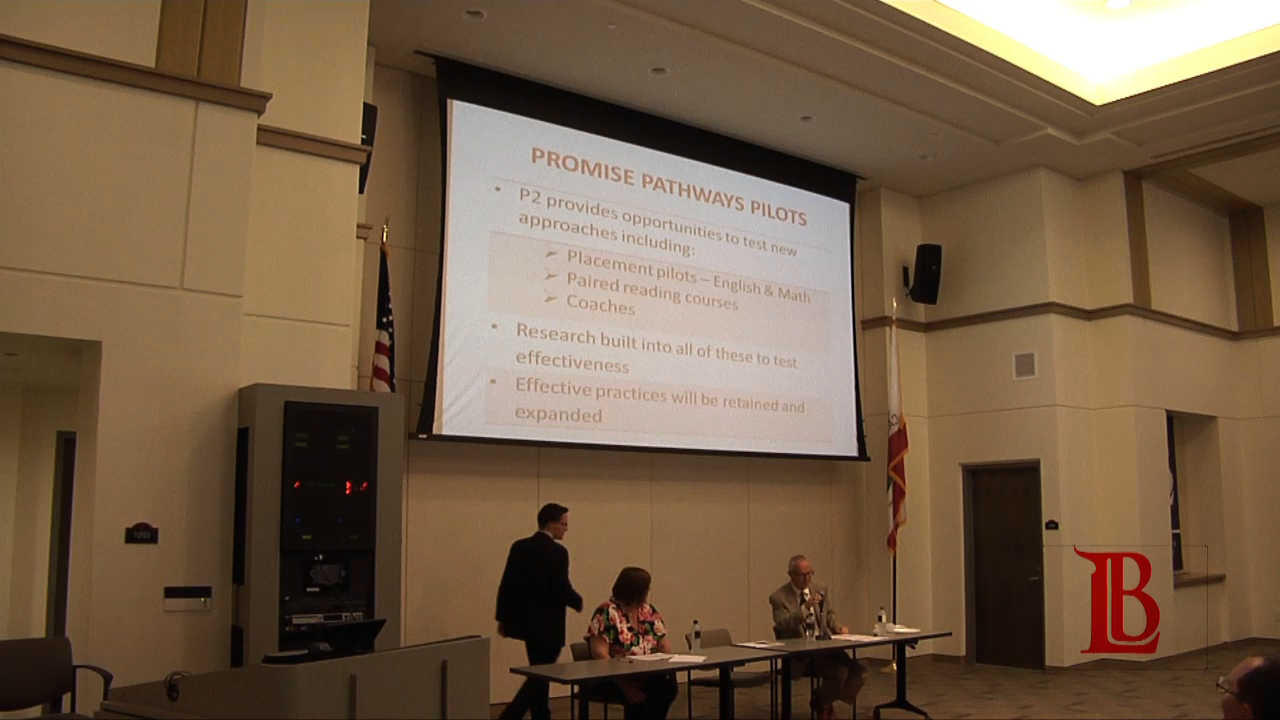 PROMISE PATHWAYS PILOTS
• P2 provides opportunities to test new
approaches including:
➢ Placement pilots – English & Math
➢ Paired reading courses
➢ Coaches
• Research built into all of these to test
effectiveness
• Effective practices will be retained and
expanded
LB